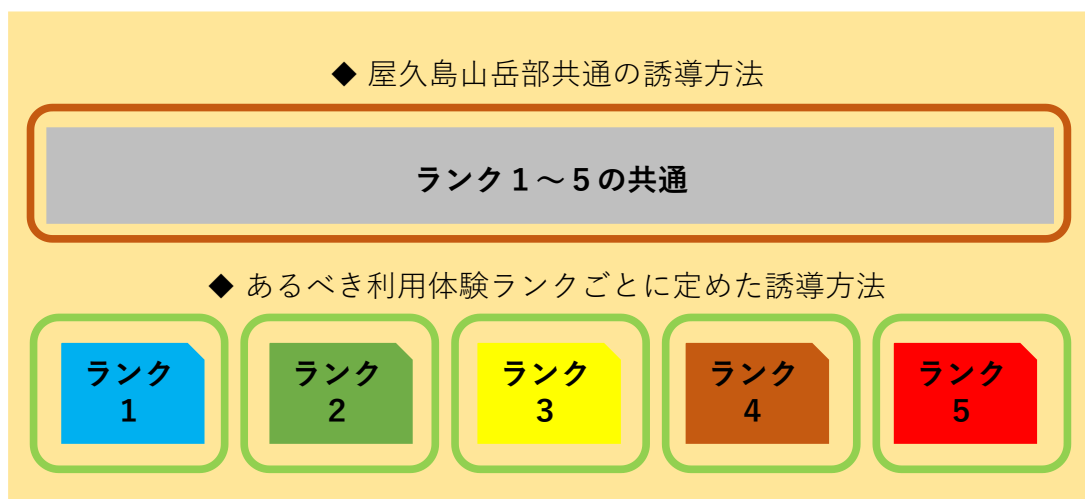 ◆ 屋久島山岳部共通の誘導方法
ランク1～5の共通
◆ あるべき利用体験ランクごとに定めた誘導方法
ランク
1
ランク
2
ランク
3
ランク
4
ランク
5